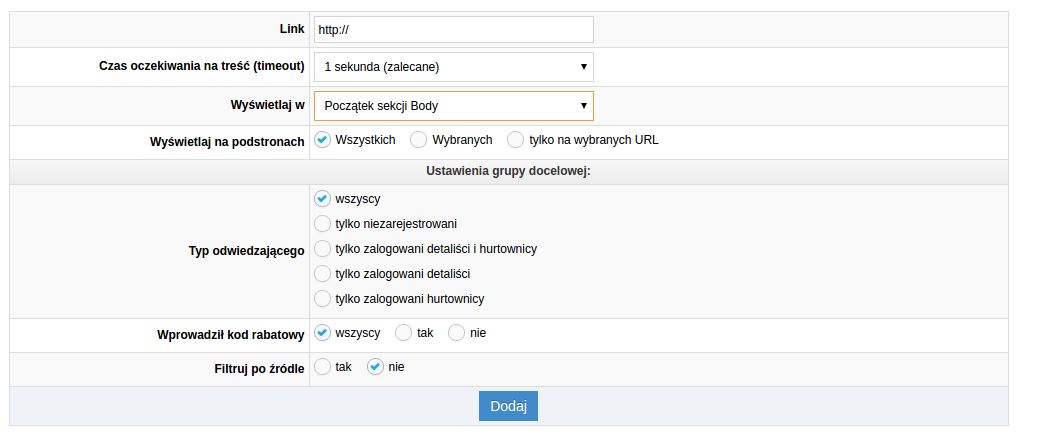 Link http://
Czas oczekiwania na treść (timeout) 1 sekunda (zalecane)
Wyświetlaj w Początek sekcji Body
Wyświetlaj na podstronach Wszystkich Wybranych tylko na wybranych URL
Ustawienia grupy docelowej:
wszyscy
tylko niezarejestrowani
Typ odwiedzającego tylko zalogowani detaliści i hurtownicy
tylko zalogowani detaliści
tylko zalogowani hurtownicy
Wprowadził kod rabatowy wszyscy tak nie
Filtruj po źródle tak nie
Dodaj